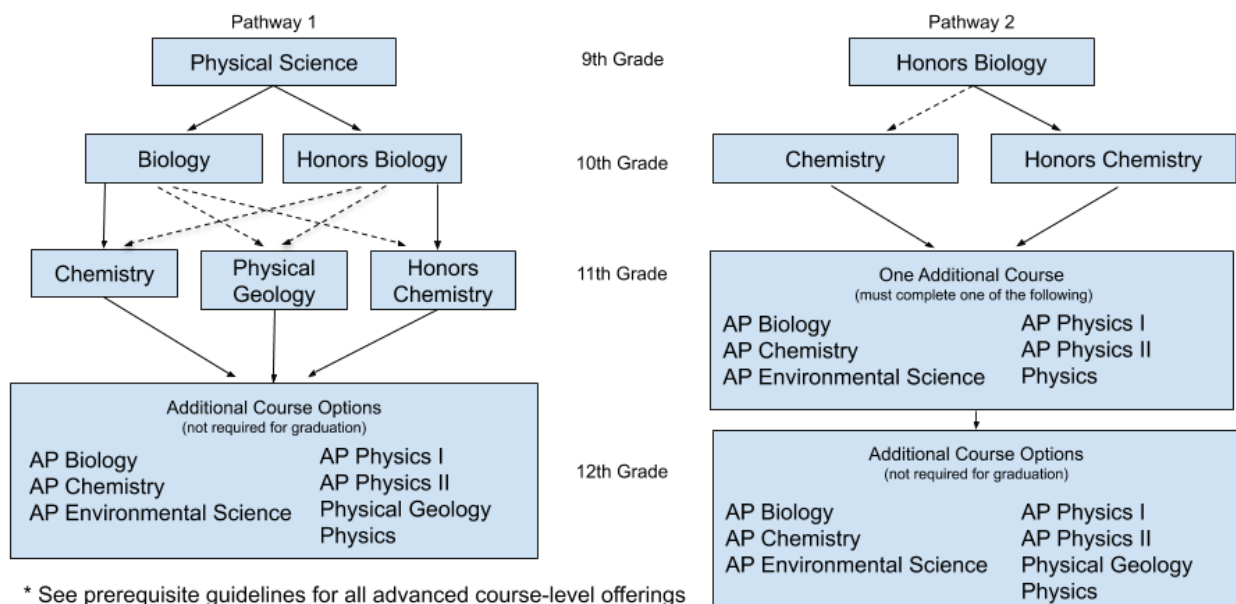 Pathway 1
Pathway 2
Physical Science
9th Grade
Honors Biology
Biology
Honors Biology
10th Grade
Chemistry
Honors Chemistry
Chemistry
Physical
Geology
Honors
Chemistry
11th Grade
One Additional Course
(must complete one of the following)
AP Biology
AP Chemistry
AP Environmental Science
AP Physics I
AP Physics II
Physics
Additional Course Options
(not required for graduation)
AP Biology
AP Chemistry
AP Environmental Science
AP Physics I
AP Physics II
Physical Geology
Physics
12th Grade
Additional Course Options
(not required for graduation)
AP Biology
AP Chemistry
AP Environmental Science
AP Physics I
AP Physics II
Physical Geology
Physics
* See prerequisite guidelines for all advanced course-level offerings